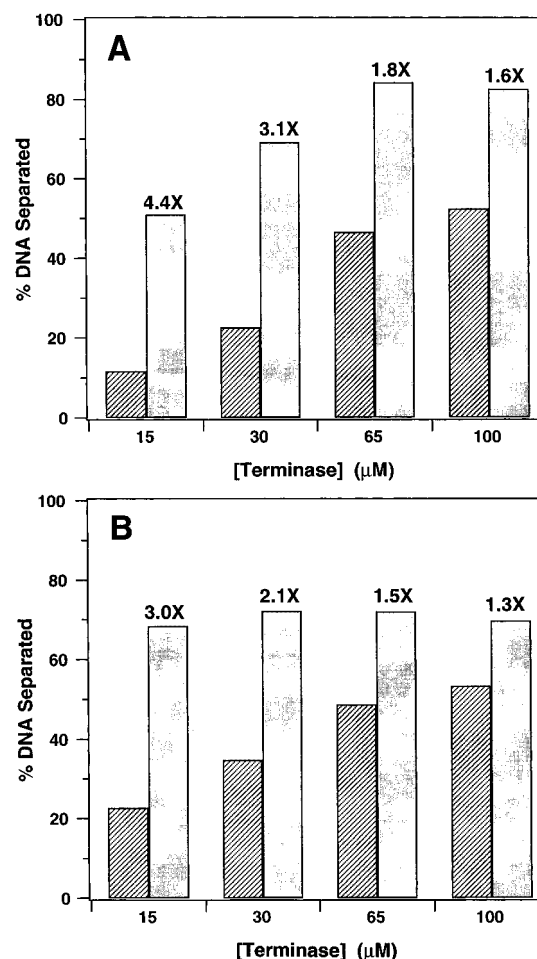 A
% DNA Separated
100
80
60
40
20
0
4.4X
3.1X
1.8X
1.6X
15
30
65
100
[Terminase] (μM)
B
% DNA Separated
100
80
60
40
20
0
3.0X
2.1X
1.5X
1.3X
15
30
65
100
[Terminase] (μM)